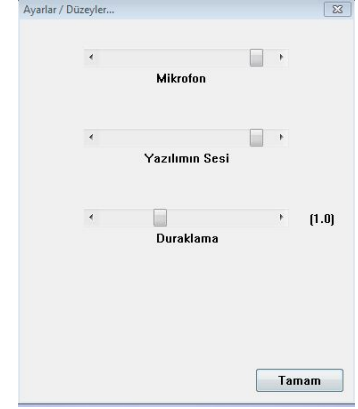 Ayarlar / Düzeyler...
Mikrofon
Yazılımın Sesi
(1.0)
Duraklama
Tamam